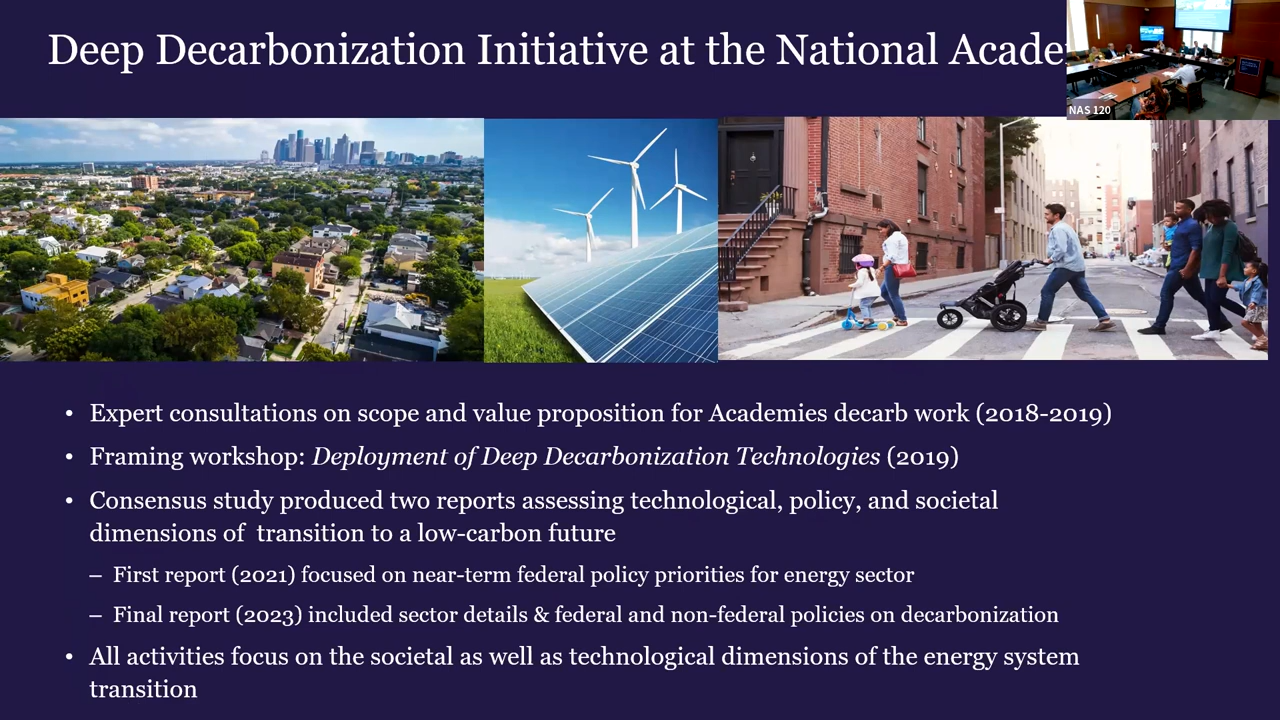 Deep Decarbonization Initiative at the National
NAS 120
• Expert consultations on scope and value proposition for Academies decarb work (2018-2019)
• Framing workshop: Deployment of Deep Decarbonization Technologies (2019)
• Consensus study produced two reports assessing technological, policy, and societal
dimensions of  transition to a low-carbon future
– First report (2021) focused on near-term federal policy priorities for energy sector
– Final report (2023) included sector details & federal and non-federal policies on decarbonization
• All activities focus on the societal as well as technological dimensions of the energy system
transition